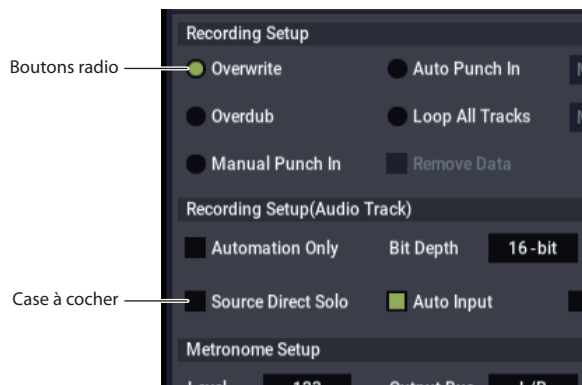 Recording Setup
Boutons radio
Overwrite
Auto Punch In
Overdub
Loop All Tracks
Manual Punch In
Remove Data
Recording Setup(Audio Track)
Automation Only
Bit Depth
16-bit
Case à cocher
Source Direct Solo
Auto Input
Metronome Setup